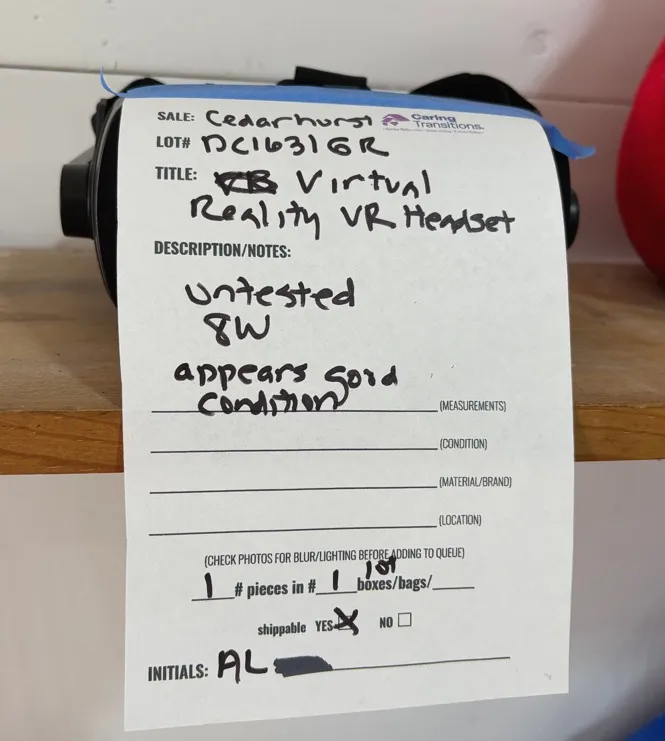 SALE: Cedarhurst Caring Transitions.
LOT# DC1631GR
TITLE: Virtual
Reality VR Headset
DESCRIPTION/NOTES:
untested
8W
appears good
condition
(MEASUREMENTS)
(CONDITION)
(MATERIAL/BRAND)
(LOCATION)
(CHECK PHOTOS FOR BLUR/LIGHTING BEFORE ADDING TO QUEUE)
lot
1 # pieces in # 1 boxes/bags/
shippable YES NO
INITIALS: AL